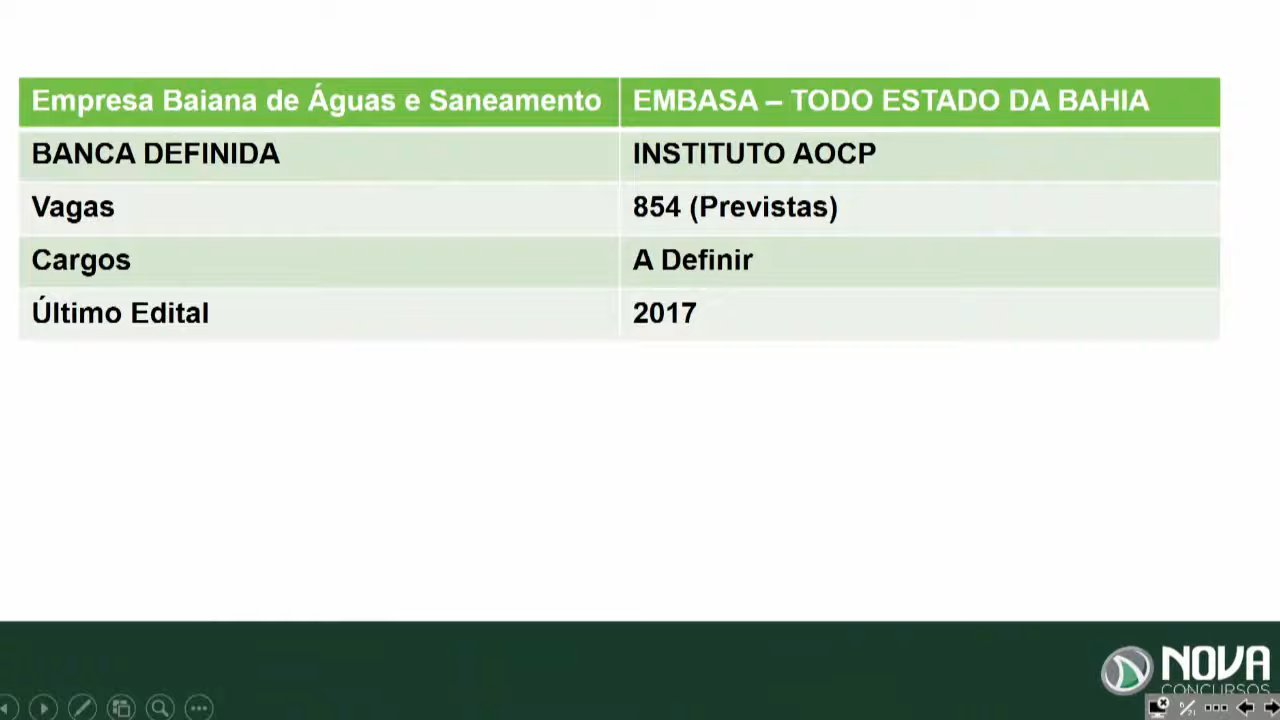 Empresa Baiana de Águas e Saneamento EMBASA – TODO ESTADO DA BAHIA
BANCA DEFINIDA INSTITUTO AOCP
Vagas 854 (Previstas)
Cargos A Definir
Último Edital 2017
NOVA
CONCURSOS